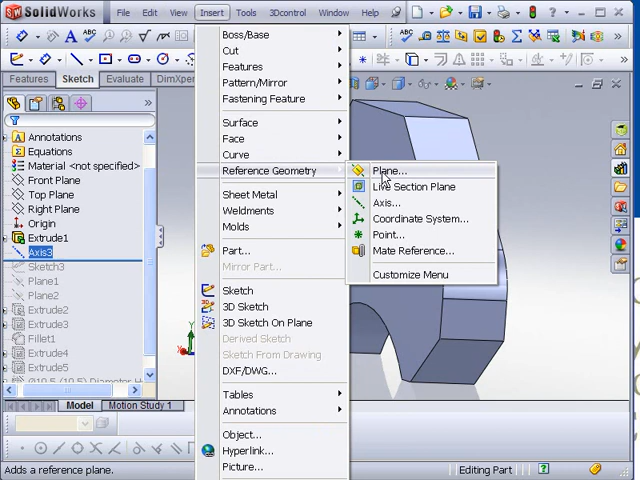 SW SolidWorks File Edit View Insert Tools 3Dcontrol Window Help
Features Sketch Evaluate DimXper
Annotations
Equations
Material <not specified>
Front Plane
Top Plane
Right Plane
Origin
Extrude1
Axis3
Sketch3
Plane1
Plane2
Extrude2
Extrude3
Fillet1
Extrude4
Extrude5
Boss/Base
Cut
Features
Pattern/Mirror
Fastening Feature
Surface
Face
Curve
Reference Geometry
Sheet Metal
Weldments
Molds
Part...
Mirror Part...
Sketch
3D Sketch
3D Sketch On Plane
Derived Sketch
Sketch From Drawing
DXF/DWG...
Tables
Annotations
Object...
Hyperlink...
Picture...
Plane...
Live Section Plane
Axis...
Coordinate System...
Point...
Mate Reference...
Customize Menu
Y
Model Motion Study 1
Adds a reference plane. Editing Part